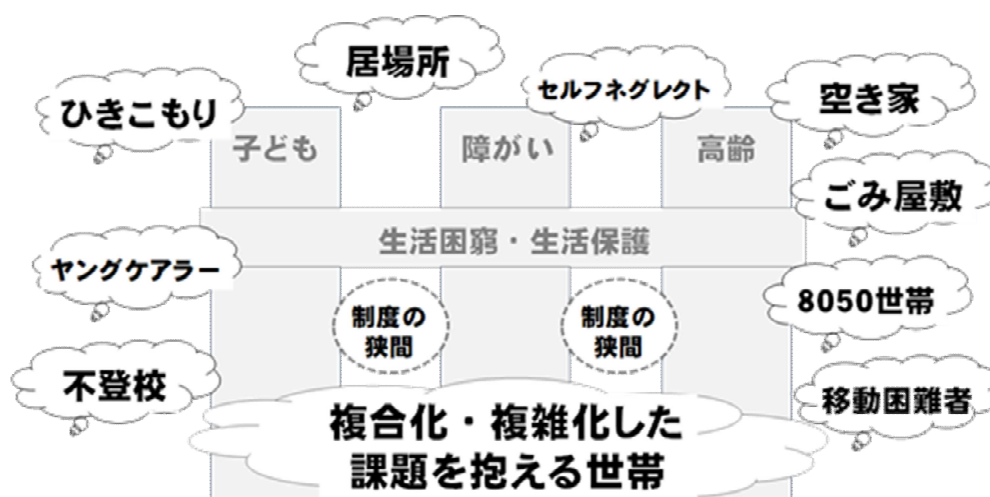 居場所
セルフネグレクト
空き家
ひきこもり
子ども
障がい
高齢
ごみ屋敷
生活困窮・生活保護
ヤングケアラー
制度の
狭間
制度の
狭間
8050世帯
不登校
移動困難者
複合化・複雑化した
課題を抱える世帯